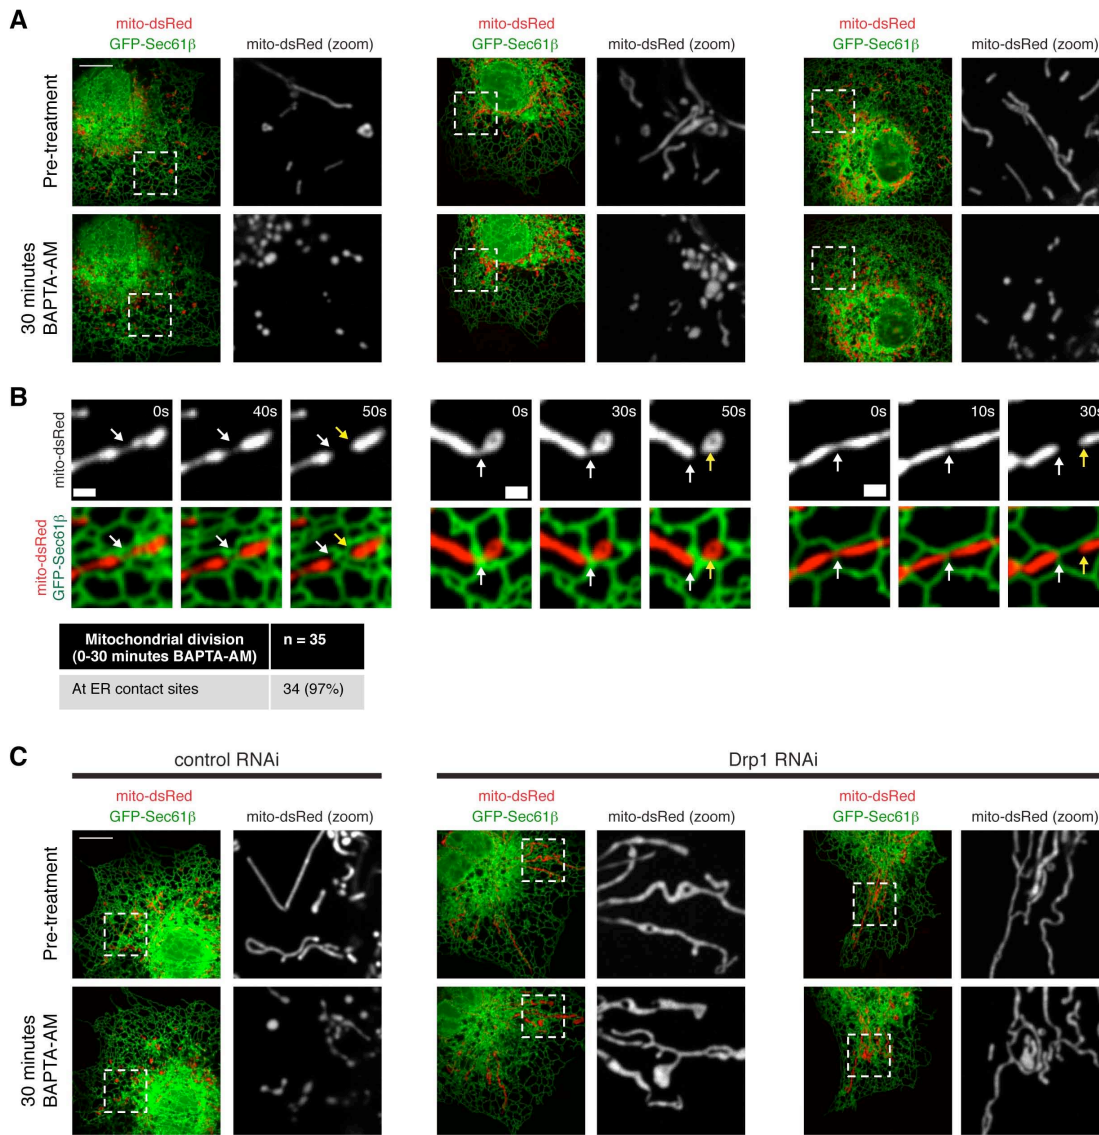 A
mito-dsRed
GFP-Sec61β mito-dsRed (zoom)
mito-dsRed
GFP-Sec61β mito-dsRed (zoom)
mito-dsRed
GFP-Sec61β mito-dsRed (zoom)
Pre-treatment
30 minutes
BAPTA-AM
B
mito-dsRed
0s 40s 50s
0s 30s 50s
0s 10s 30s
mito-dsRed
GFP-Sec61β
Mitochondrial division
(0-30 minutes BAPTA-AM) n = 35
At ER contact sites 34 (97%)
C
control RNAi Drp1 RNAi
mito-dsRed
GFP-Sec61β mito-dsRed (zoom)
mito-dsRed
GFP-Sec61β mito-dsRed (zoom)
mito-dsRed
GFP-Sec61β mito-dsRed (zoom)
Pre-treatment
30 minutes
BAPTA-AM